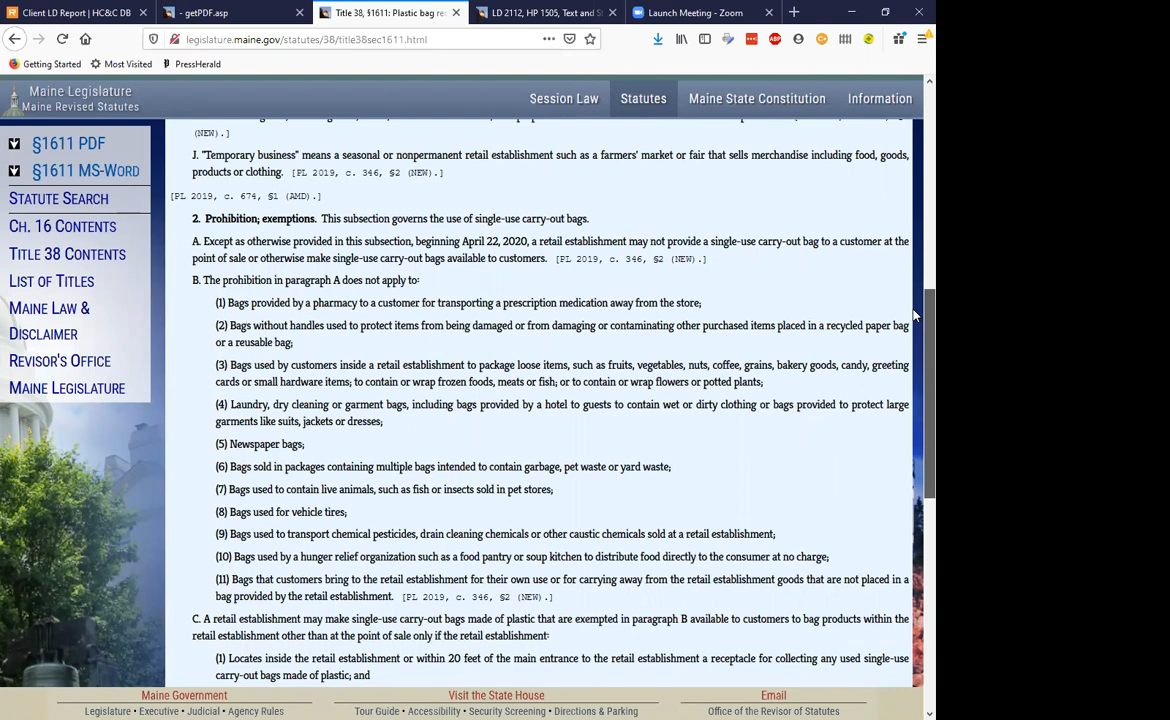 Client LD Report | HC&C DB
- getPDF.asp
Title 38, §1611: Plastic bag rec
LD 2112, HP 1505, Text and St
Launch Meeting - Zoom
legislature.maine.gov/statutes/38/title38sec1611.html
Getting Started
Most Visited
PressHerald
Maine Legislature
Maine Revised Statutes
Session Law
Statutes
Maine State Constitution
Information
§1611 PDF
§1611 MS-Word
Statute Search
Ch. 16 Contents
Title 38 Contents
List of Titles
Maine Law &
Disclaimer
Revisor's Office
Maine Legislature
(NEW).]
J. "Temporary business" means a seasonal or nonpermanent retail establishment such as a farmers' market or fair that sells merchandise including food, goods,
products or clothing. [PL 2019, c. 346, §2 (NEW).]
[PL 2019, c. 674, §1 (AMD).]
2. Prohibition; exemptions. This subsection governs the use of single-use carry-out bags.
A. Except as otherwise provided in this subsection, beginning April 22, 2020, a retail establishment may not provide a single-use carry-out bag to a customer at the
point of sale or otherwise make single-use carry-out bags available to customers. [PL 2019, c. 346, §2 (NEW).]
B. The prohibition in paragraph A does not apply to:
(1) Bags provided by a pharmacy to a customer for transporting a prescription medication away from the store;
(2) Bags without handles used to protect items from being damaged or from damaging or contaminating other purchased items placed in a recycled paper bag
or a reusable bag;
(3) Bags used by customers inside a retail establishment to package loose items, such as fruits, vegetables, nuts, coffee, grains, bakery goods, candy, greeting
cards or small hardware items; to contain or wrap frozen foods, meats or fish; or to contain or wrap flowers or potted plants;
(4) Laundry, dry cleaning or garment bags, including bags provided by a hotel to guests to contain wet or dirty clothing or bags provided to protect large
garments like suits, jackets or dresses;
(5) Newspaper bags;
(6) Bags sold in packages containing multiple bags intended to contain garbage, pet waste or yard waste;
(7) Bags used to contain live animals, such as fish or insects sold in pet stores;
(8) Bags used for vehicle tires;
(9) Bags used to transport chemical pesticides, drain cleaning chemicals or other caustic chemicals sold at a retail establishment;
(10) Bags used by a hunger relief organization such as a food pantry or soup kitchen to distribute food directly to the consumer at no charge;
(11) Bags that customers bring to the retail establishment for their own use or for carrying away from the retail establishment goods that are not placed in a
bag provided by the retail establishment. [PL 2019, c. 346, §2 (NEW).]
C. A retail establishment may make single-use carry-out bags made of plastic that are exempted in paragraph B available to customers to bag products within the
retail establishment other than at the point of sale only if the retail establishment:
(1) Locates inside the retail establishment or within 20 feet of the main entrance to the retail establishment a receptacle for collecting any used single-use
carry-out bags made of plastic; and
Maine Government
Legislature • Executive • Judicial • Agency Rules
Visit the State House
Tour Guide • Accessibility • Security Screening • Directions & Parking
Email
Office of the Revisor of Statutes